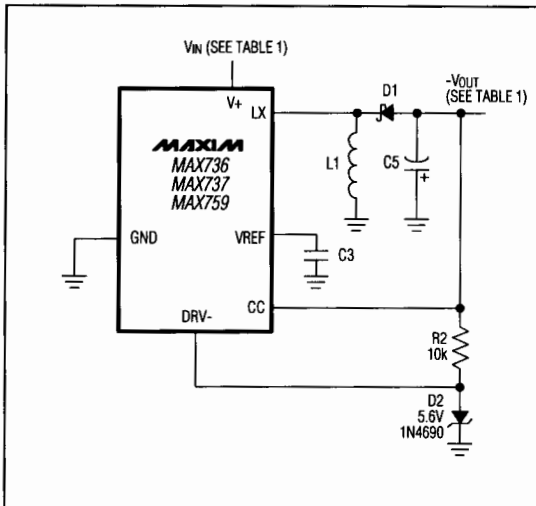 VIN (SEE TABLE 1)
V+
LX
D1
-VOUT
(SEE TABLE 1)
MAXIM
MAX736
MAX737
MAX759
L1
C5
+
GND
VREF
C3
CC
DRV-
R2
10k
D2
5.6V
1N4690